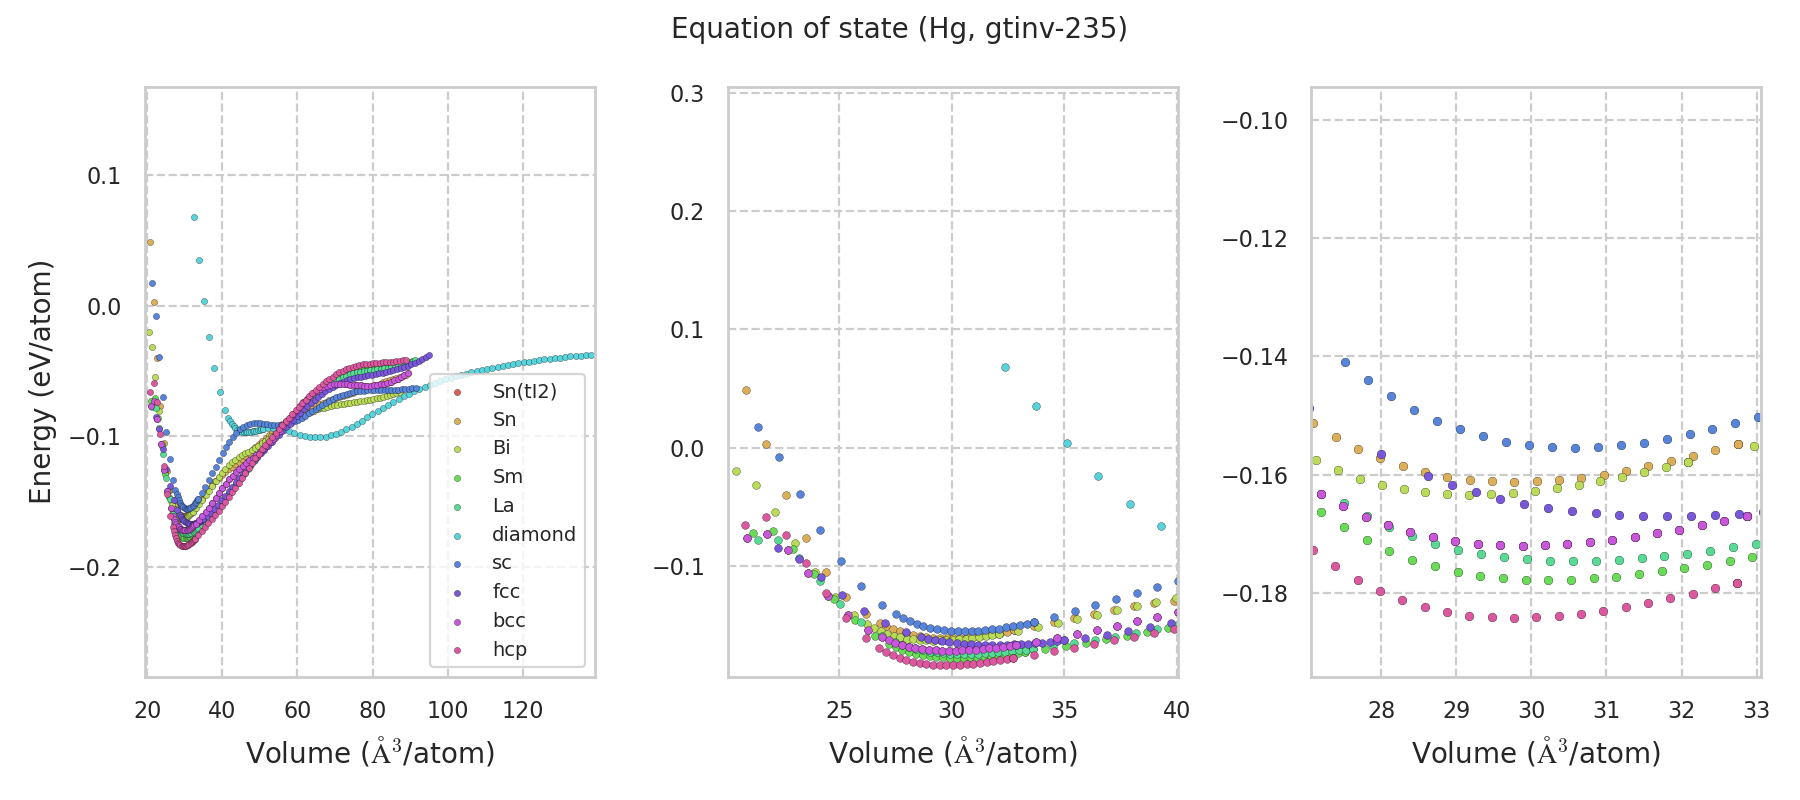 Equation of state (Hg, gtinv-235)
Energy (eV/atom)
0.1
0.0
−0.1
−0.2
20 40 60 80 100 120
Volume (Å³/atom)
Sn(tI2)
Sn
Bi
Sm
La
diamond
sc
fcc
bcc
hcp
0.3
0.2
0.1
0.0
−0.1
25 30 35 40
Volume (Å³/atom)
−0.10
−0.12
−0.14
−0.16
−0.18
28 29 30 31 32 33
Volume (Å³/atom)